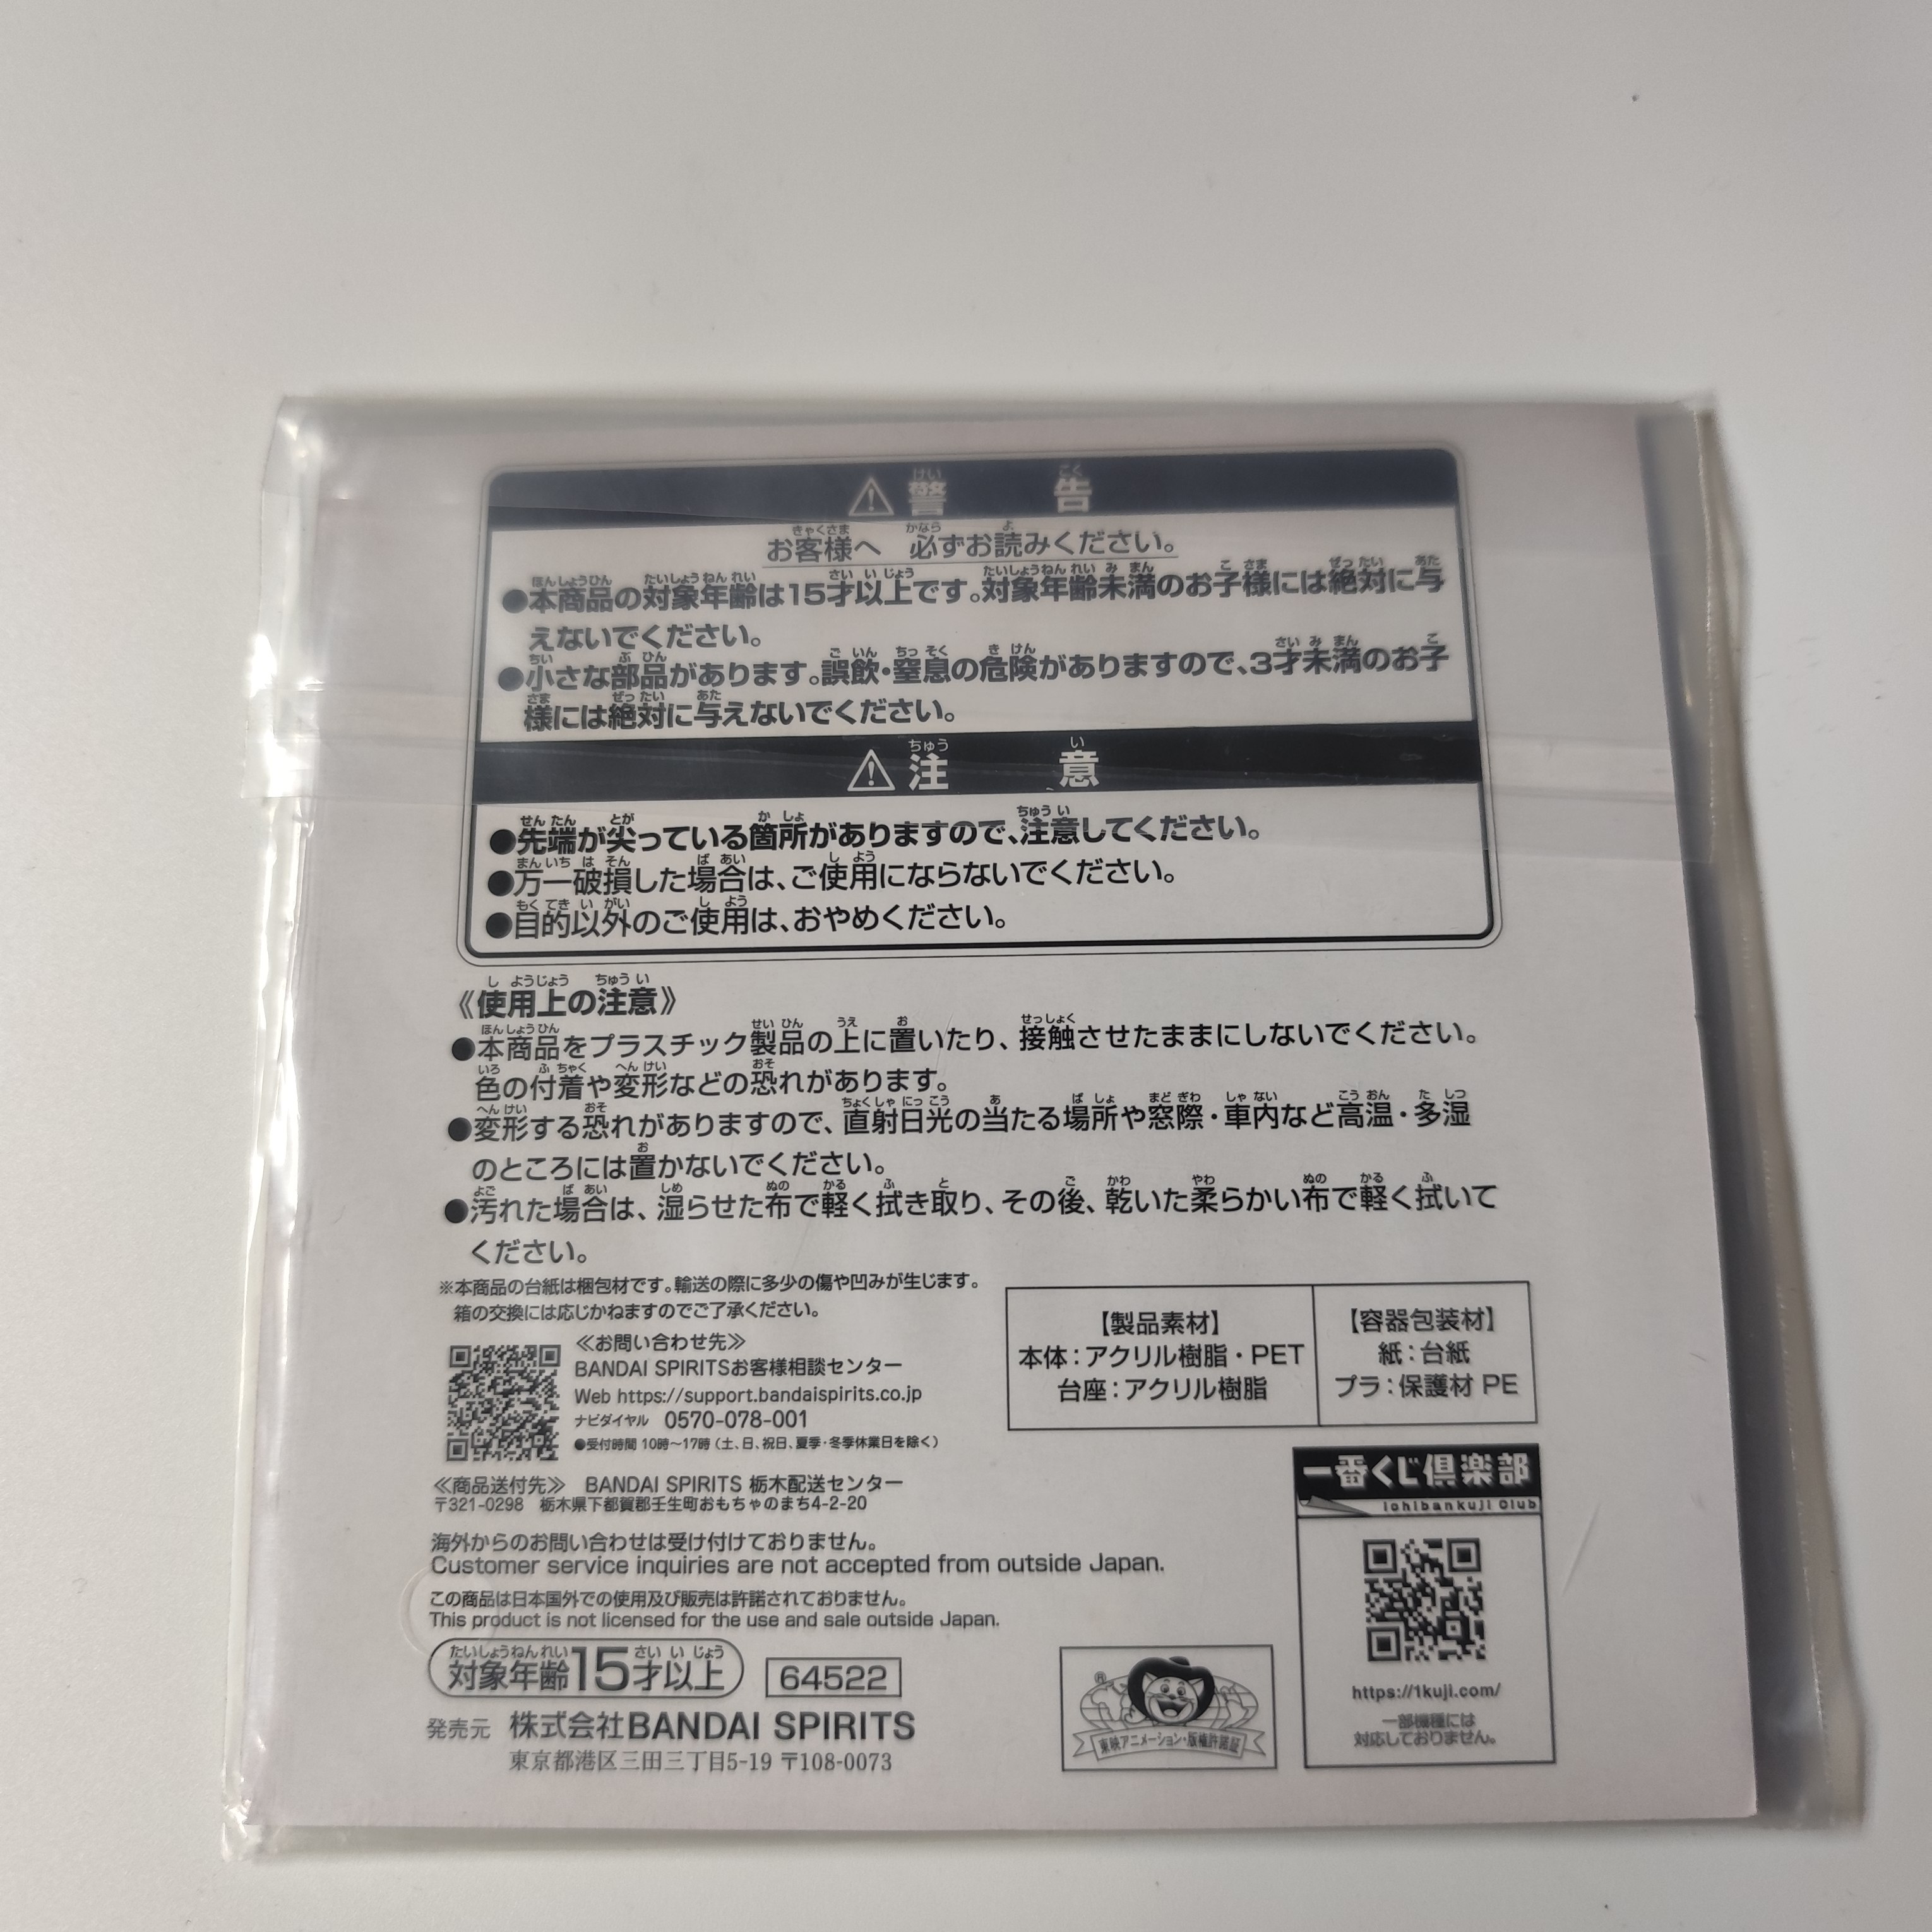 ⚠警告
お客様へ 必ずお読みください。
●本商品の対象年齢は15才以上です。対象年齢未満のお子様には絶対に与
えないでください。
●小さな部品があります。誤飲・窒息の危険がありますので、3才未満のお子
様には絶対に与えないでください。
⚠注意
●先端が尖っている箇所がありますので、注意してください。
●万一破損した場合は、ご使用にならないでください。
●目的以外のご使用は、おやめください。
《使用上の注意》
●本商品をプラスチック製品の上に置いたり、接触させたままにしないでください。
色の付着や変形などの恐れがあります。
●変形する恐れがありますので、直射日光の当たる場所や窓際・車内など高温・多湿
のところには置かないでください。
●汚れた場合は、湿らせた布で軽く拭き取り、その後、乾いた柔らかい布で軽く拭いて
ください。
※本商品の台紙は梱包材です。輸送の際に多少の傷や凹みが生じます。
箱の交換には応じかねますのでご了承ください。
≪お問い合わせ先≫
BANDAI SPIRITSお客様相談センター
Web https://support.bandaispirits.co.jp
ナビダイヤル 0570-078-001
●受付時間 10時〜17時(土、日、祝日、夏季・冬季休業日を除く)
≪商品送付先≫ BANDAI SPIRITS 栃木配送センター
〒321-0298 栃木県下都賀郡壬生町おもちゃのまち4-2-20
海外からのお問い合わせは受け付けておりません。
Customer service inquiries are not accepted from outside Japan.
この商品は日本国外での使用及び販売は許諾されておりません。
This product is not licensed for the use and sale outside Japan.
対象年齢15才以上
64522
発売元 株式会社BANDAI SPIRITS
東京都港区三田三丁目5-19 〒108-0073
【製品素材】
本体:アクリル樹脂・PET
台座:アクリル樹脂
【容器包装材】
紙:台紙
プラ:保護材 PE
®
東映アニメーション・版権許諾証
一番くじ倶楽部
Ichibankuji Club
https://1kuji.com/
一部機種には
対応しておりません。